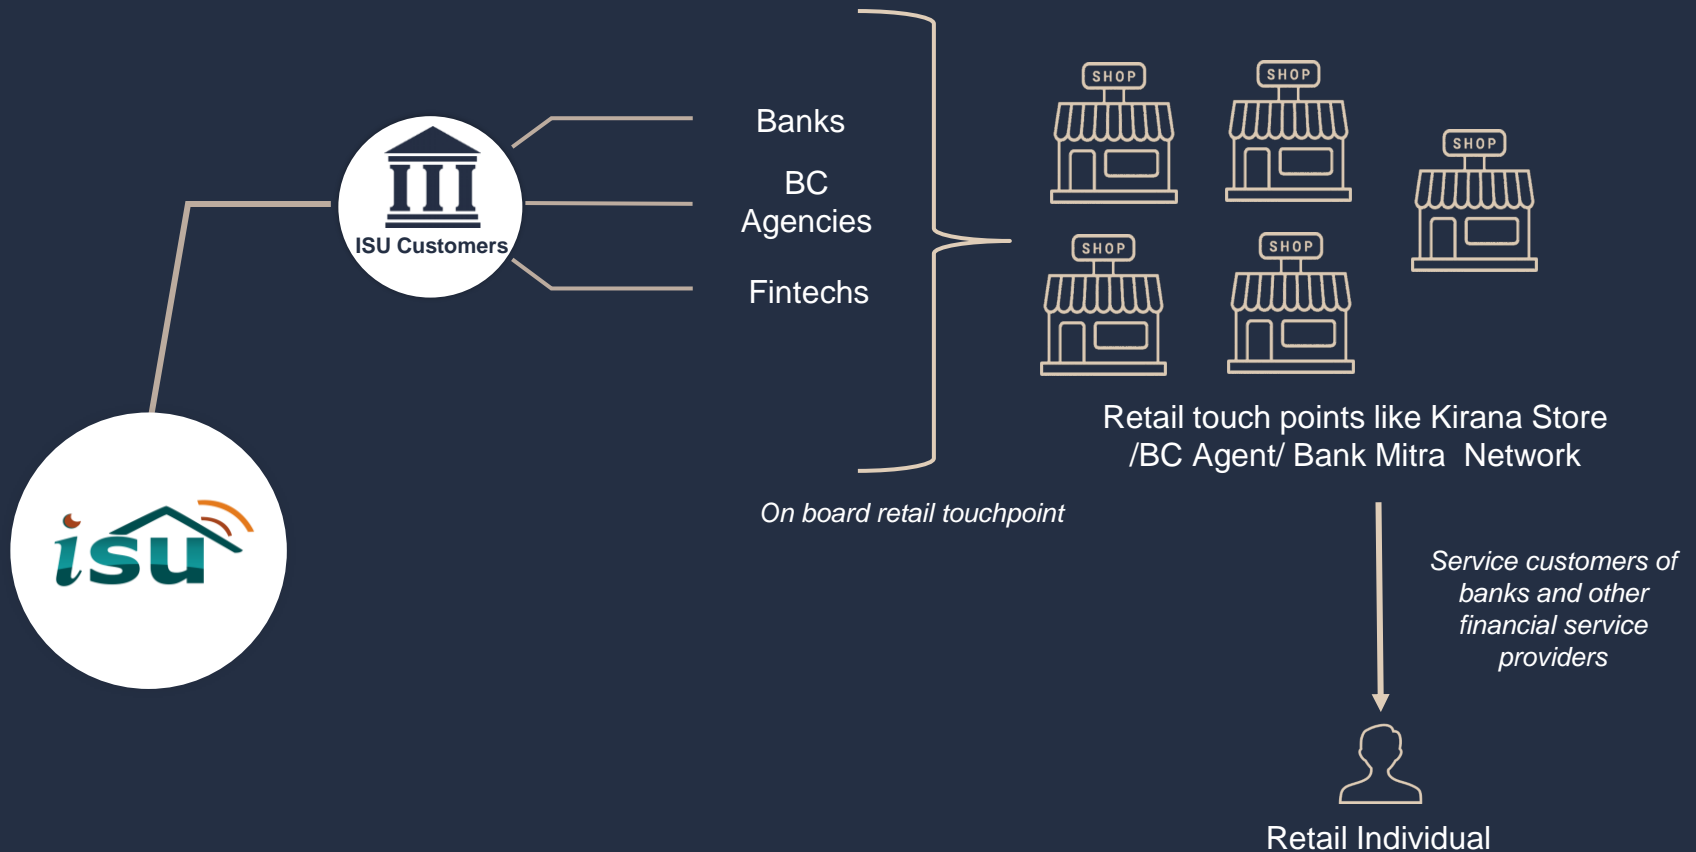 SHOP
SHOP
SHOP
SHOP
SHOP
Banks
BC
Agencies
Fintechs
ISU Customers
isu
Retail touch points like Kirana Store
/BC Agent/ Bank Mitra Network
On board retail touchpoint
Service customers of
banks and other
financial service
providers
Retail Individual